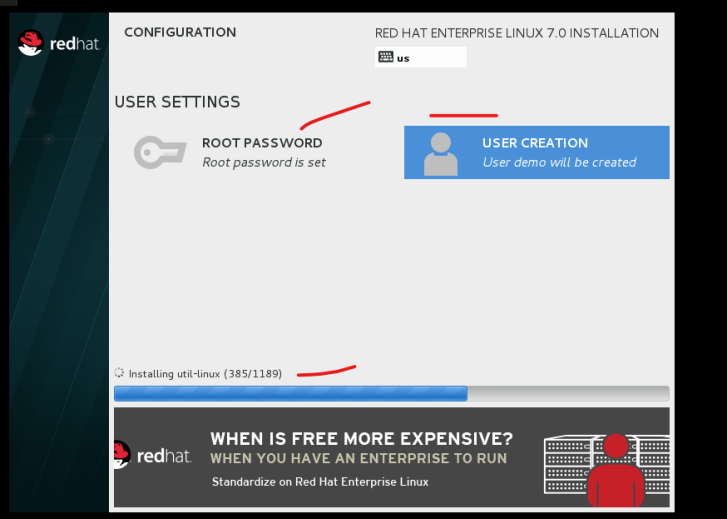 redhat.
CONFIGURATION
RED HAT ENTERPRISE LINUX 7.0 INSTALLATION
us
USER SETTINGS
ROOT PASSWORD
Root password is set
USER CREATION
User demo will be created
Installing util-linux (385/1189)
redhat.
WHEN IS FREE MORE EXPENSIVE?
WHEN YOU HAVE AN ENTERPRISE TO RUN
Standardize on Red Hat Enterprise Linux